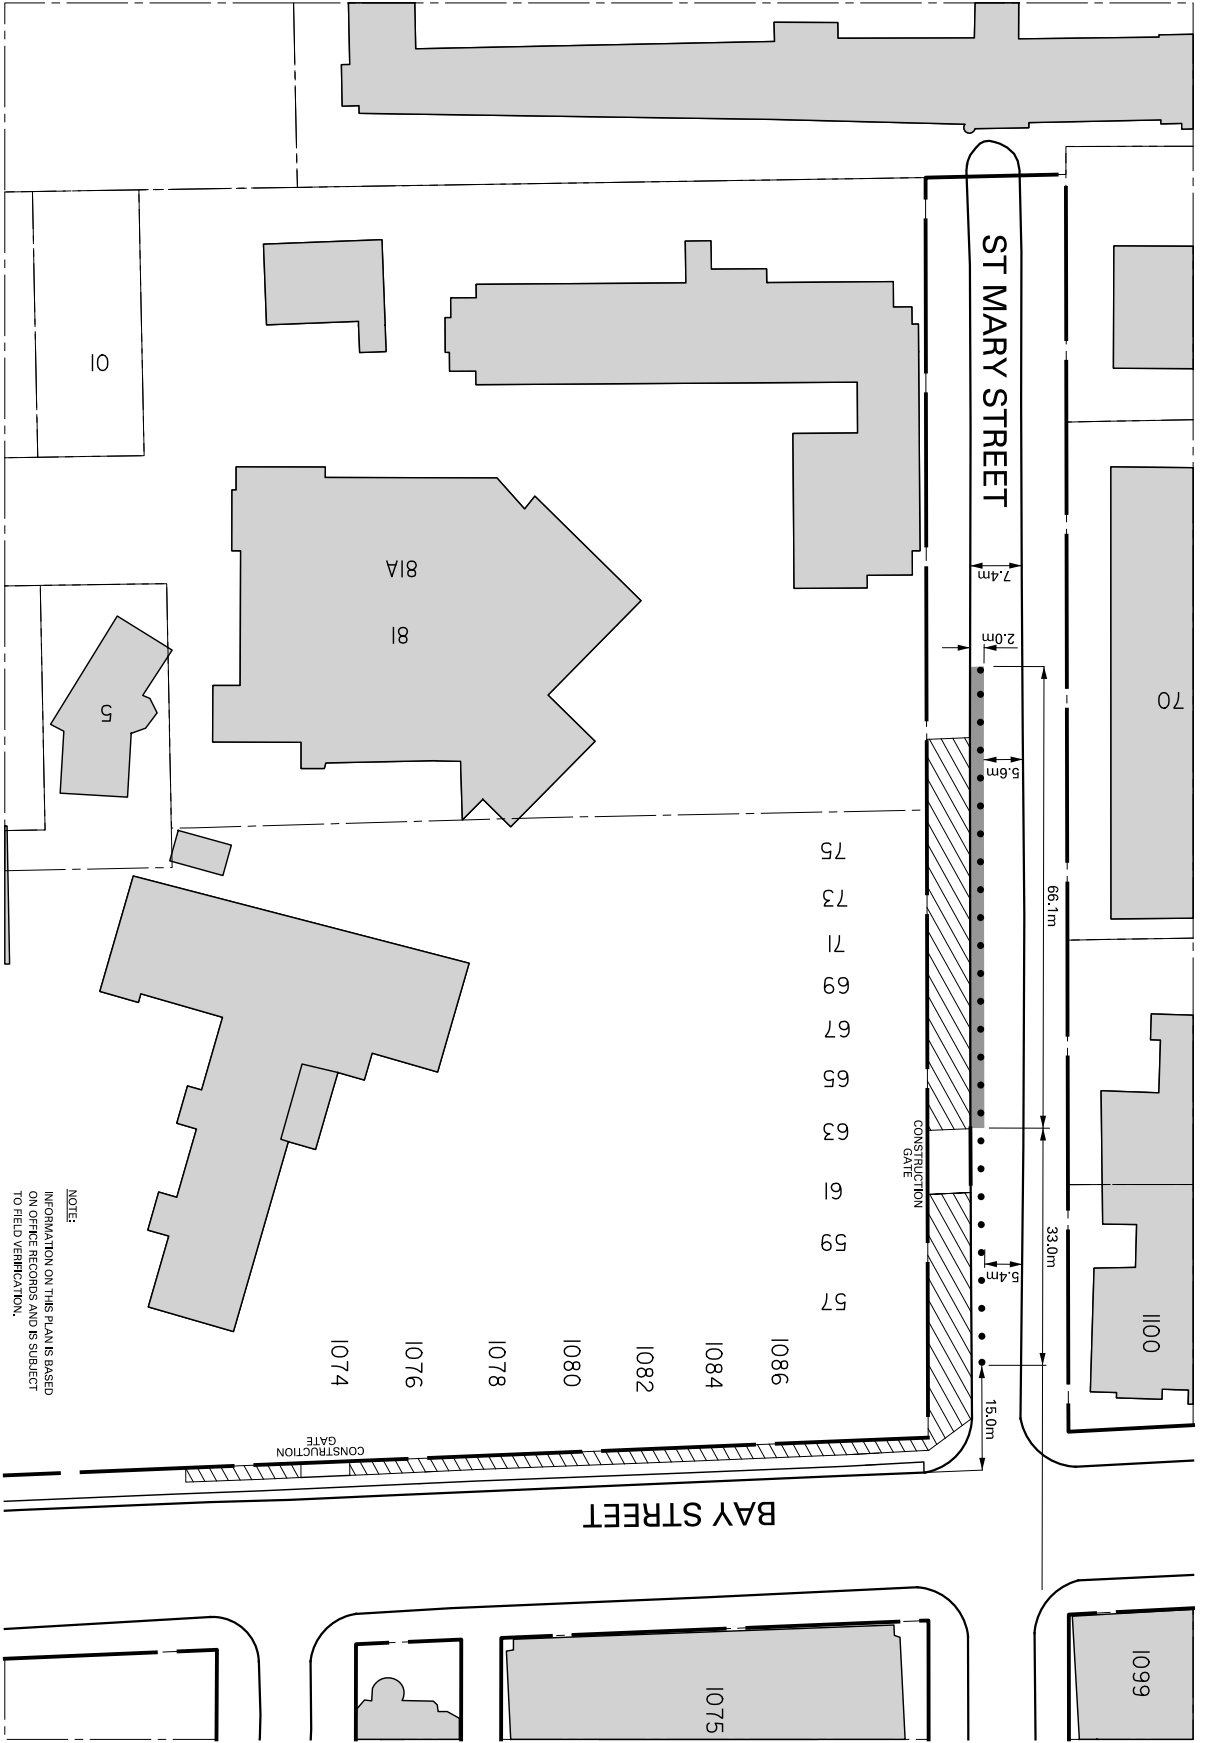 ST MARY STREET
BAY STREET
10
81A
81
5
70
7.4m
2.0m
5.6m
66.1m
33.0m
5.4m
15.0m
75
73
71
69
67
65
63
61
59
57
CONSTRUCTION
GATE
1100
1074
1076
1078
1080
1082
1084
1086
CONSTRUCTION
GATE
1075
1099
NOTE:
INFORMATION ON THIS PLAN IS BASED
ON OFFICE RECORDS AND IS SUBJECT
TO FIELD VERIFICATION.